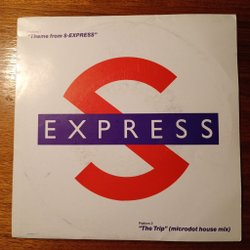 "Theme from S-EXPRESS"
S
EXPRESS
"The Trip" (microdot house mix)